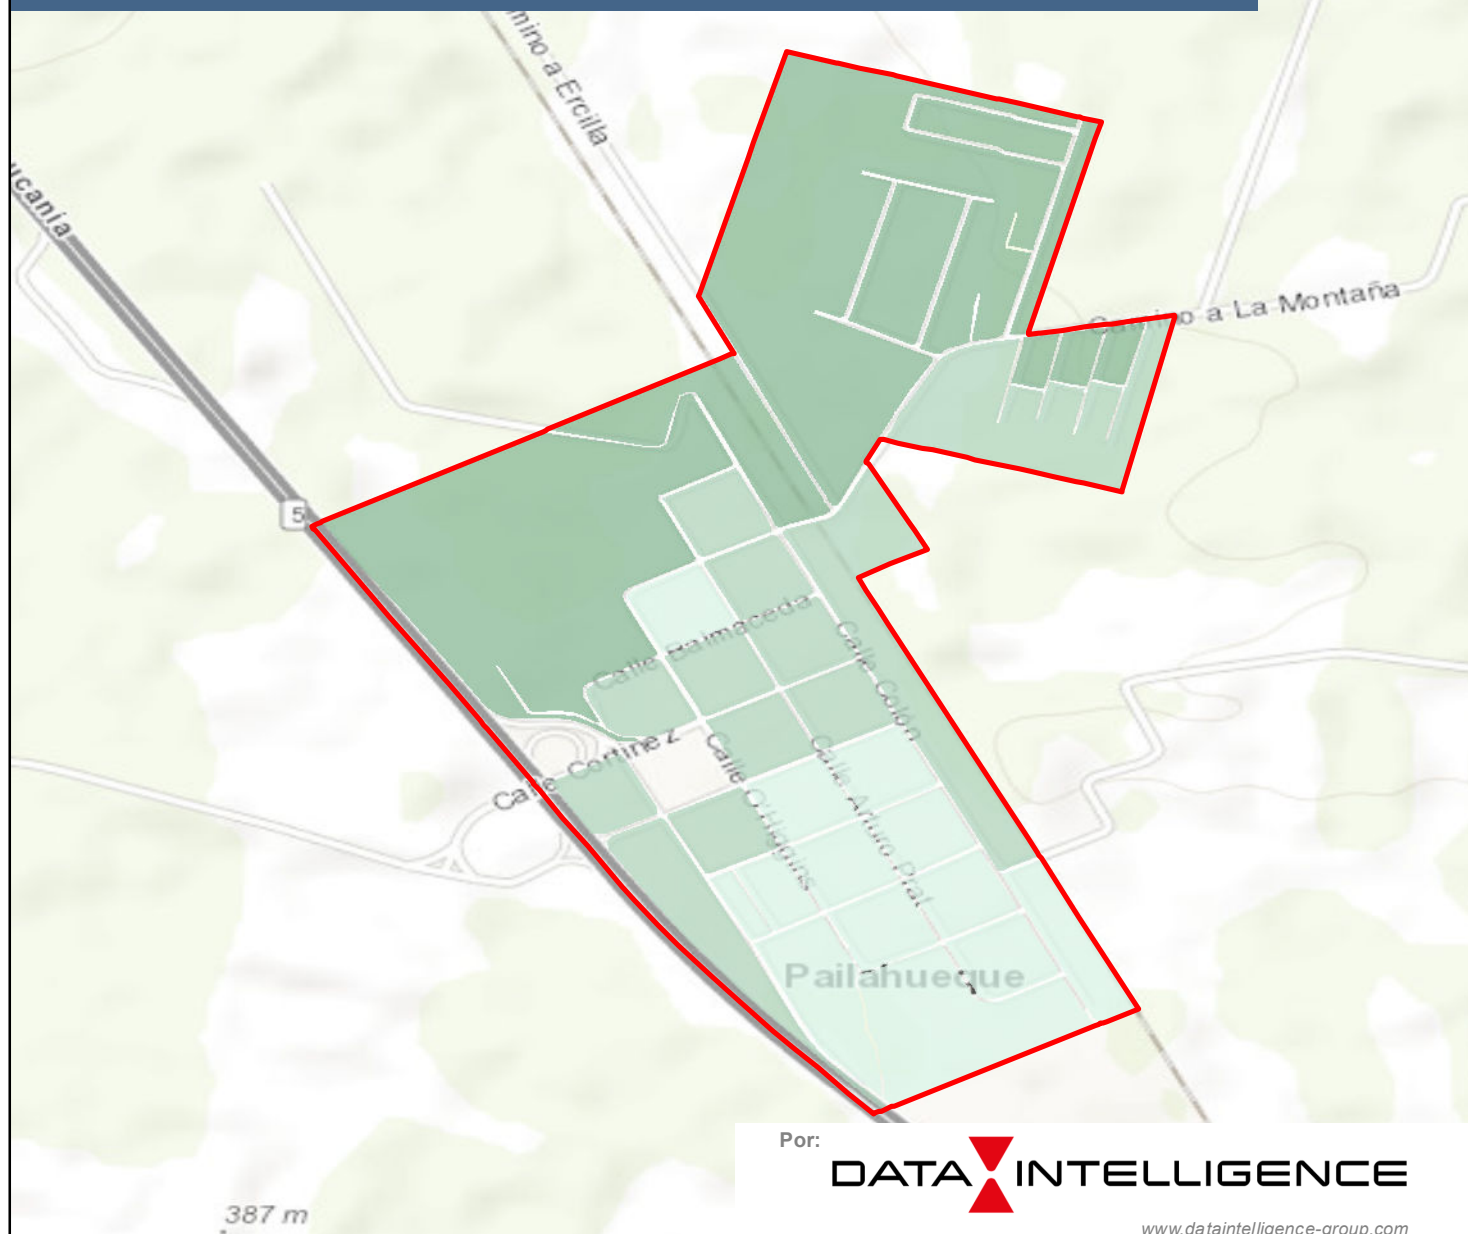 mino a Ercilla
ucanía
Camino a La Montaña
5
Calle Balmaceda
Calle Colón
Calle Cortinez
Calle O'Higgins
Calle Arturo Prat
Pailahueque
Por:
DATA INTELLIGENCE
387 m
www.dataintelligence-group.com